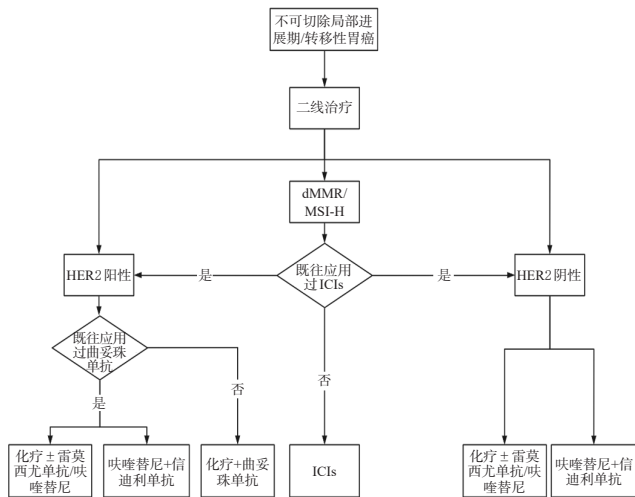 不可切除局部进
展期/转移性胃癌
二线治疗
dMMR/
MSI-H
HER2阳性
是
既往应用
过ICIs
是
HER2阴性
既往应用
过曲妥珠
单抗
否
否
是
化疗±雷莫
西尤单抗/呋
喹替尼
呋喹替尼+信
迪利单抗
化疗+曲妥
珠单抗
ICIs
化疗±雷莫
西尤单抗/呋
喹替尼
呋喹替尼+信
迪利单抗